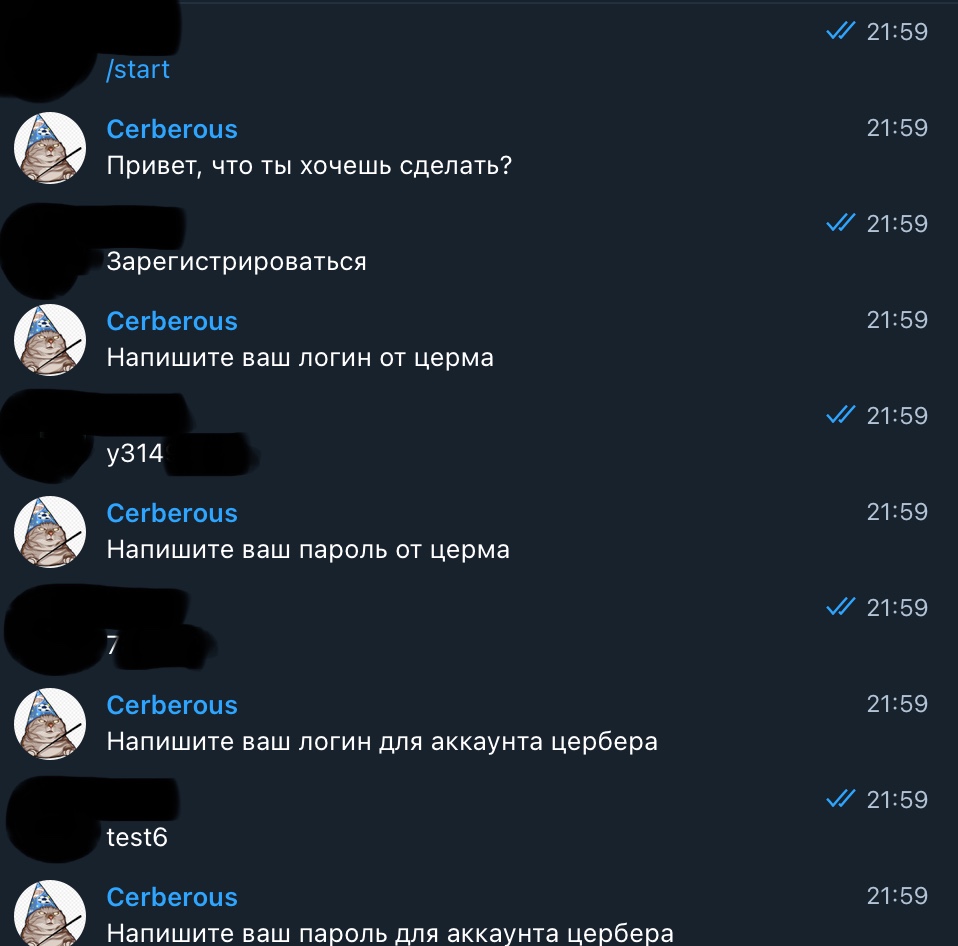 21:59
/start
Cerberous 21:59
Привет, что ты хочешь сделать?
21:59
Зарегистрироваться
Cerberous 21:59
Напишите ваш логин от церма
21:59
y314
Cerberous 21:59
Напишите ваш пароль от церма
21:59
7
Cerberous 21:59
Напишите ваш логин для аккаунта цербера
21:59
test6
Cerberous 21:59
Напишите ваш пароль для аккаунта цербера